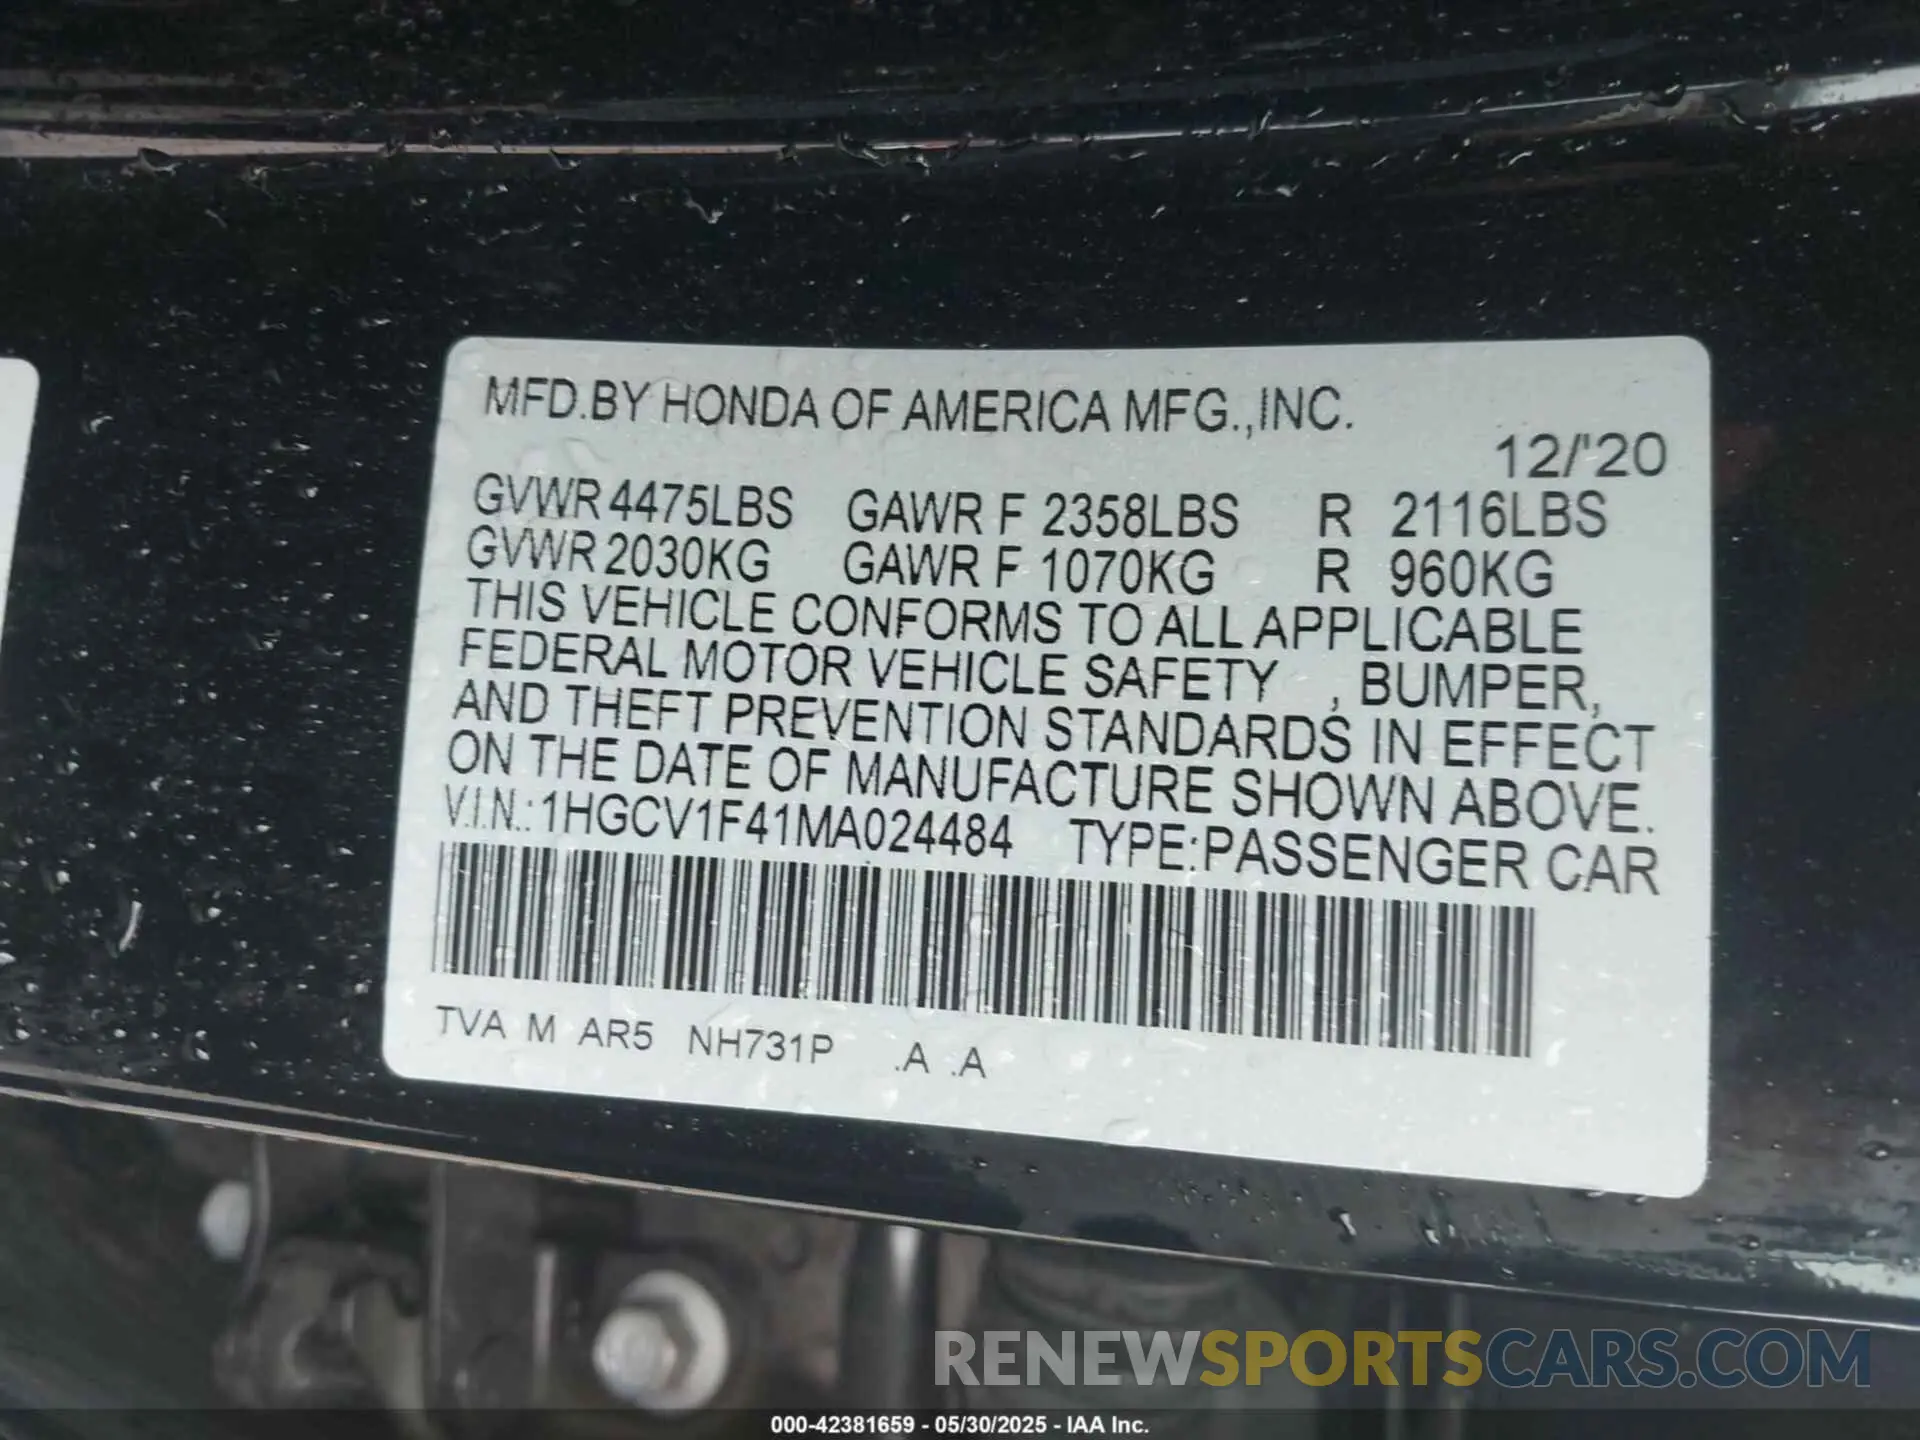 MFD.BY HONDA OF AMERICA MFG.,INC.
12/'20
GVWR 4475LBS GAWR F 2358LBS R 2116LBS
GVWR 2030KG GAWR F 1070KG R 960KG
THIS VEHICLE CONFORMS TO ALL APPLICABLE
FEDERAL MOTOR VEHICLE SAFETY , BUMPER,
AND THEFT PREVENTION STANDARDS IN EFFECT
ON THE DATE OF MANUFACTURE SHOWN ABOVE.
V.I.N.: 1HGCV1F41MA024484 TYPE:PASSENGER CAR
TVA M AR5 NH731P .A .A
RENEWSPORTSCARS.COM
000-42381659 - 05/30/2025 - IAA Inc.